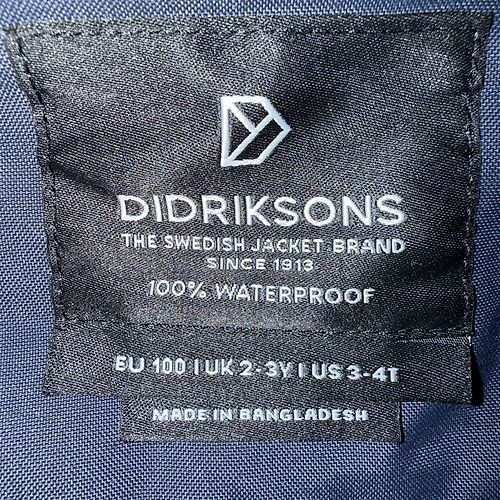 DIDRIKSONS
THE SWEDISH JACKET BRAND
SINCE 1913
100% WATERPROOF
EU 100 | UK 2-3Y | US 3-4T
MADE IN BANGLADESH